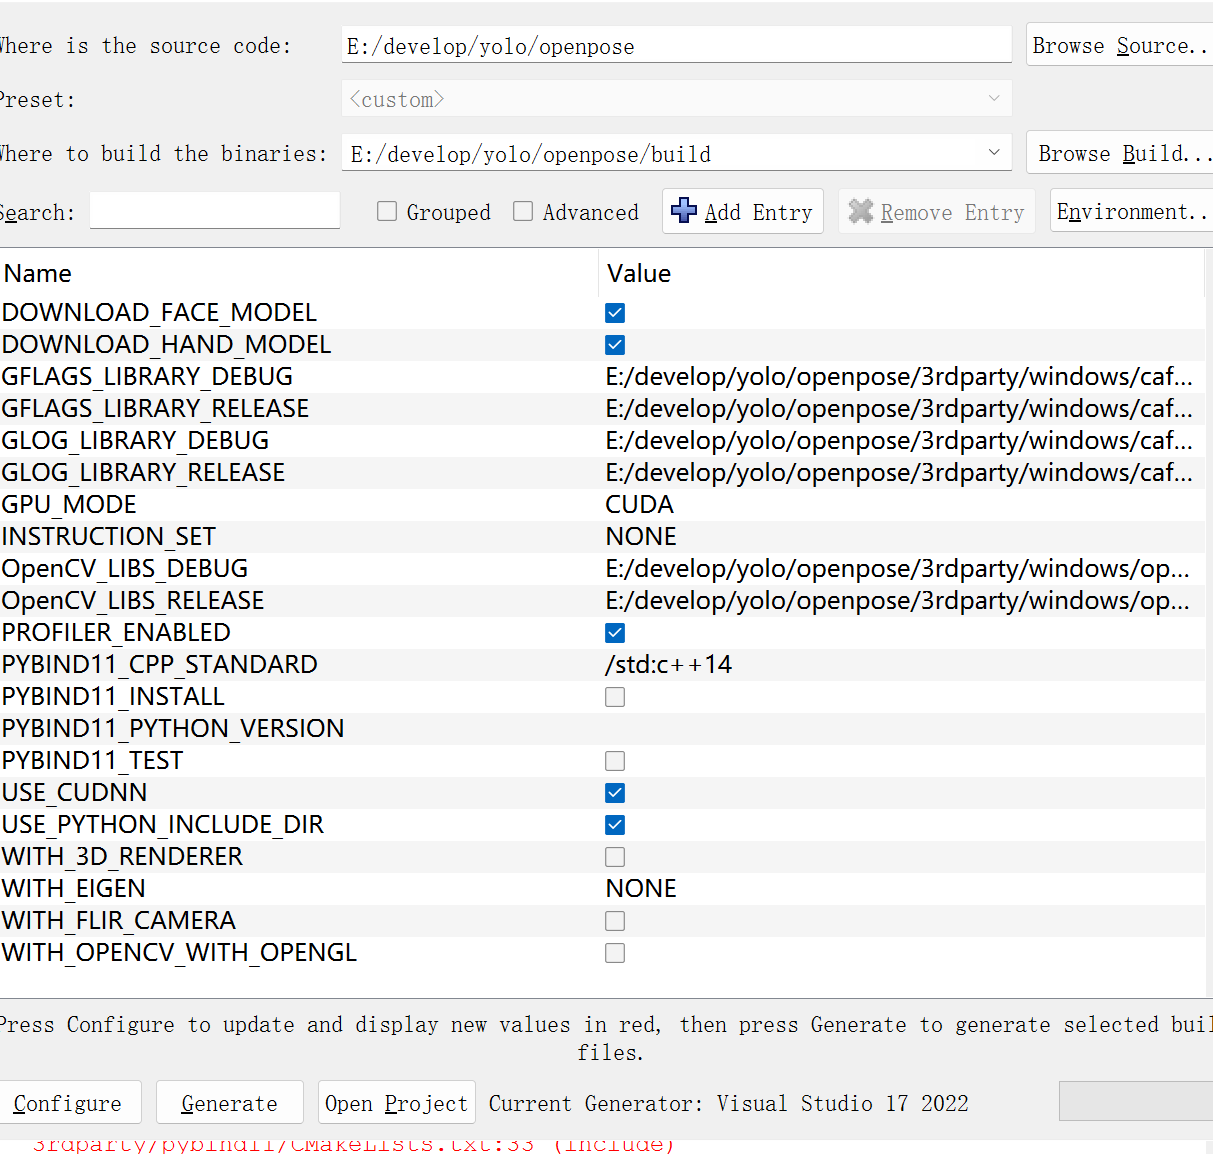 Where is the source code: E:/develop/yolo/openpose Browse Source..
Preset: <custom>
Where to build the binaries: E:/develop/yolo/openpose/build Browse Build...
Search: Grouped Advanced Add Entry Remove Entry Environment..
Name Value
DOWNLOAD_FACE_MODEL
DOWNLOAD_HAND_MODEL
GFLAGS_LIBRARY_DEBUG E:/develop/yolo/openpose/3rdparty/windows/caf...
GFLAGS_LIBRARY_RELEASE E:/develop/yolo/openpose/3rdparty/windows/caf...
GLOG_LIBRARY_DEBUG E:/develop/yolo/openpose/3rdparty/windows/caf...
GLOG_LIBRARY_RELEASE E:/develop/yolo/openpose/3rdparty/windows/caf...
GPU_MODE CUDA
INSTRUCTION_SET NONE
OpenCV_LIBS_DEBUG E:/develop/yolo/openpose/3rdparty/windows/op...
OpenCV_LIBS_RELEASE E:/develop/yolo/openpose/3rdparty/windows/op...
PROFILER_ENABLED
PYBIND11_CPP_STANDARD /std:c++14
PYBIND11_INSTALL
PYBIND11_PYTHON_VERSION
PYBIND11_TEST
USE_CUDNN
USE_PYTHON_INCLUDE_DIR
WITH_3D_RENDERER
WITH_EIGEN NONE
WITH_FLIR_CAMERA
WITH_OPENCV_WITH_OPENGL
Press Configure to update and display new values in red, then press Generate to generate selected buil
files.
Configure Generate Open Project Current Generator: Visual Studio 17 2022
3rdparty/pybind11/CMakeLists.txt:33 (include)